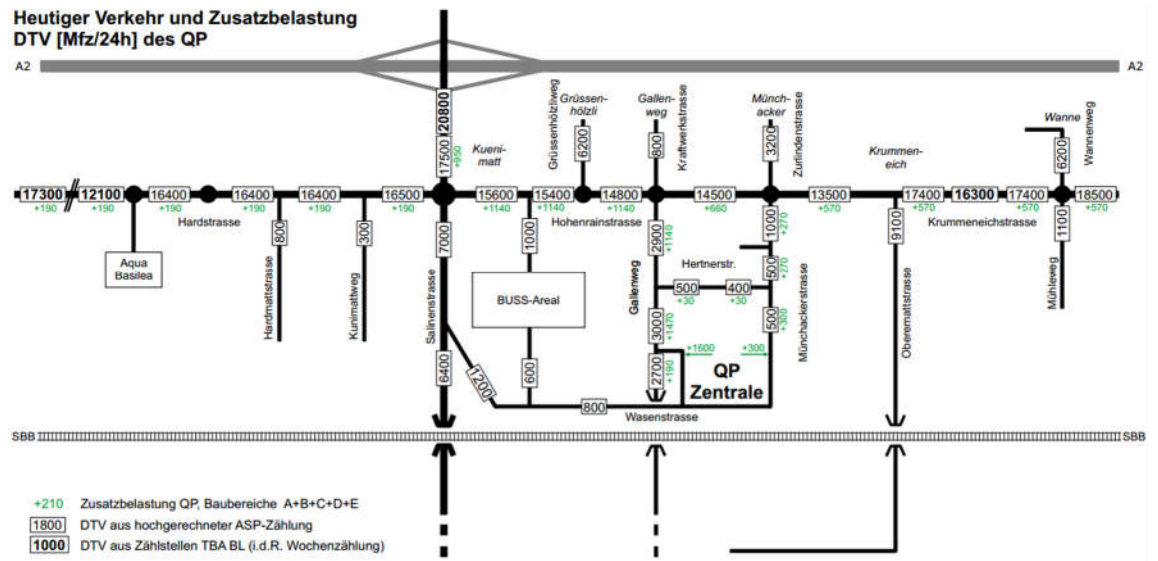 Heutiger Verkehr und Zusatzbelastung
DTV [Mfz/24h] des QP
A2
A2
20800
17500
+950
Kueni-
matt
Grüssenhölzliweg
Grüssen-
hölzli
6200
Gallen-
weg
800
Kraftwerkstrasse
Münch-
acker
3200
Zurlindenstrasse
Krummen-
eich
Wanne
6200
Wannenweg
17300
12100
16400
16400
16400
16500
15600
15400
14800
14500
13500
17400
16300
17400
18500
+190
+190
+190
+190
+190
+190
+1140
+1140
+1140
+660
+570
+570
+570
+570
Hardstrasse
Hohenrainstrasse
Krummeneichstrasse
Aqua
Basilea
800
Hardmattstrasse
300
Kunimattweg
7000
Salinenstrasse
6400
1200
1000
BUSS-Areal
600
2900
+1140
Gallenweg
3000
+1470
2700
+190
Hertnerstr.
500
400
+30
+30
1000
+270
500
+270
500
+300
Münchackerstrasse
+1600
+300
QP
Zentrale
800
Wasenstrasse
9100
Oberemattstrasse
1100
Mühleweg
SBB
SBB
+210 Zusatzbelastung QP, Baubereiche A+B+C+D+E
1800 DTV aus hochgerechneter ASP-Zählung
1000 DTV aus Zählstellen TBA BL (i.d.R. Wochenzählung)